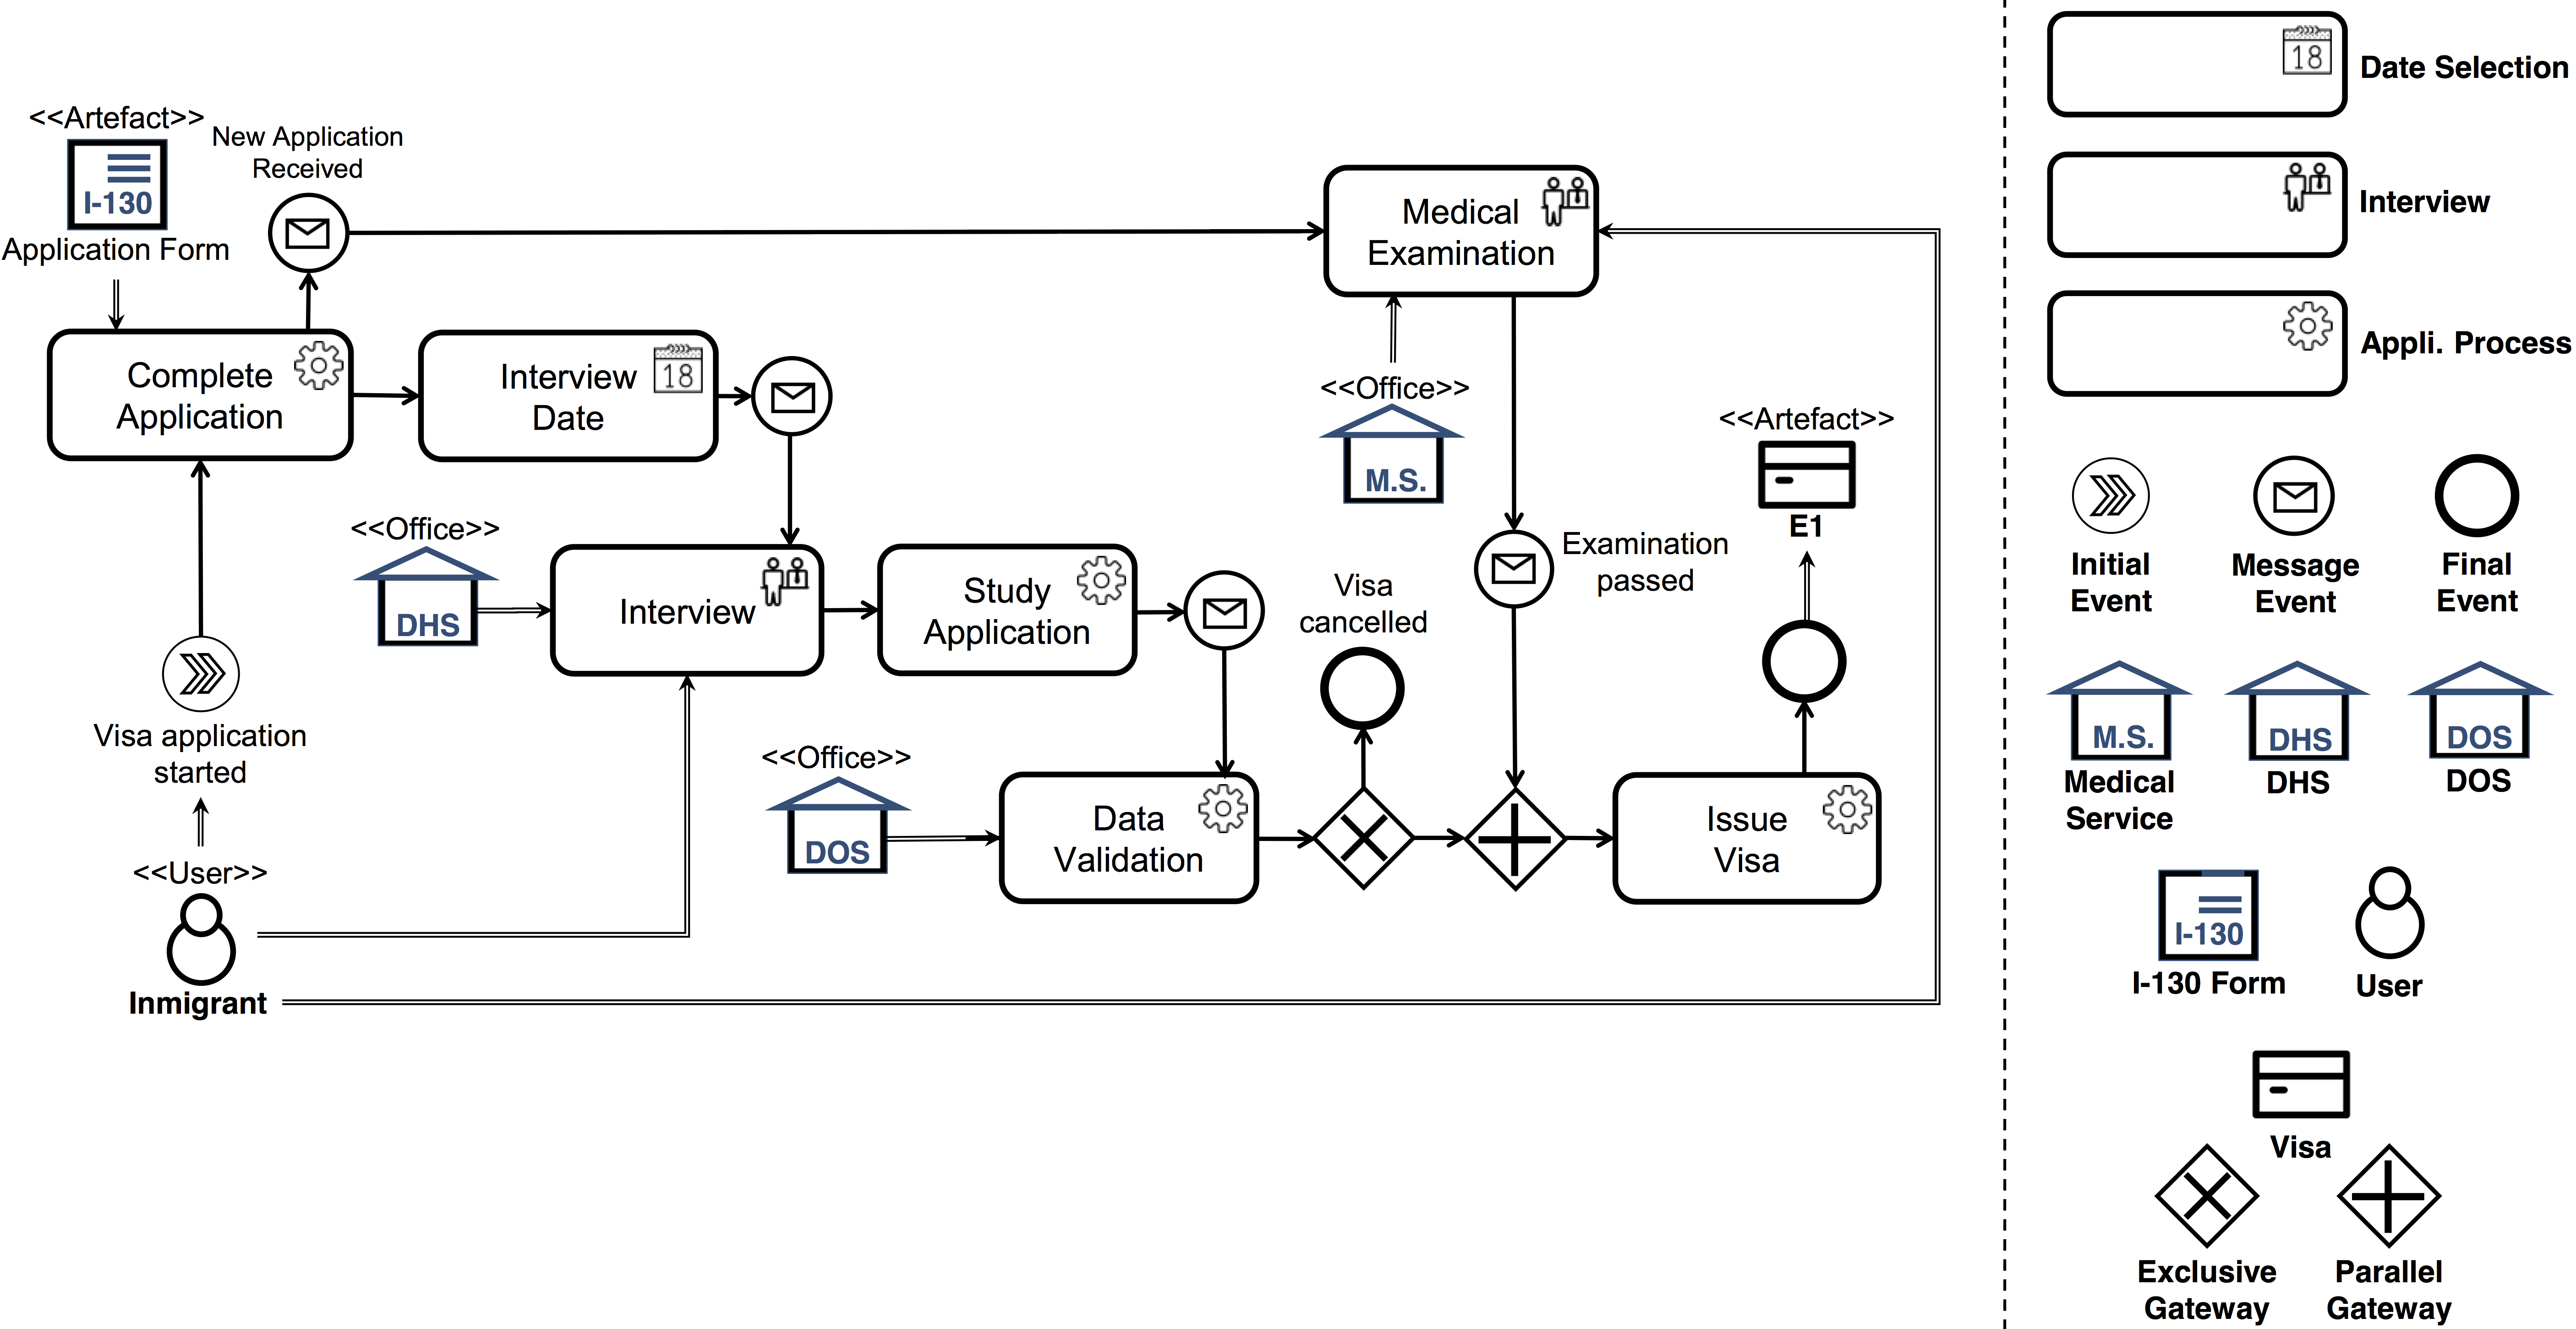 <<Artefact>>
I-130
Application Form
New Application
Received
Complete
Application
Interview
Date
18
Medical
Examination
<<Office>>
M.S.
<<Artefact>>
E1
<<Office>>
DHS
Interview
Study
Application
Examination
passed
Visa
cancelled
Visa application
started
<<Office>>
DOS
Data
Validation
Issue
Visa
<<User>>
Inmigrant
18
Date Selection
Interview
Appli. Process
Initial
Event
Message
Event
Final
Event
M.S.
Medical
Service
DHS
DHS
DOS
DOS
I-130
I-130 Form
User
Visa
Exclusive
Gateway
Parallel
Gateway